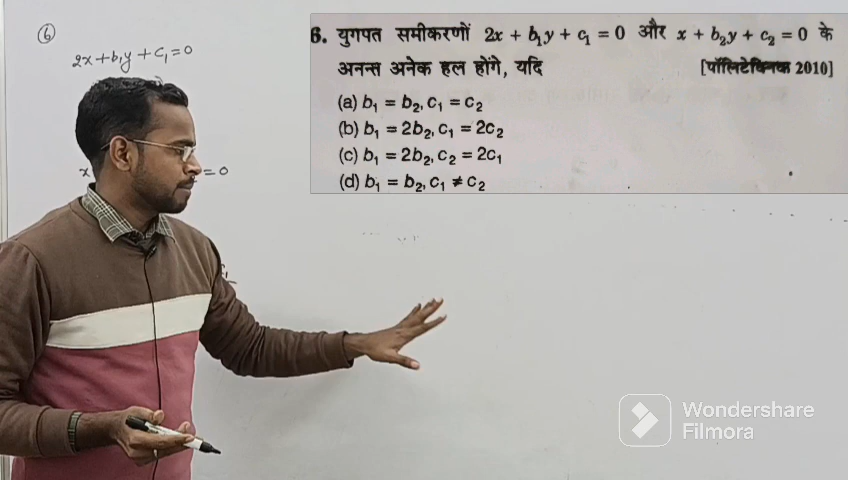 6
2x+b₁y+c₁=0
x =0
6. युगपत समीकरणों 2x + b₁y + c₁ = 0 और x + b₂y + c₂ = 0 के
अनन्त अनेक हल होंगे, यदि [पॉलिटेक्निक 2010]
(a) b₁ = b₂, c₁ = c₂
(b) b₁ = 2b₂, c₁ = 2c₂
(c) b₁ = 2b₂, c₂ = 2c₁
(d) b₁ = b₂, c₁ ≠ c₂
Wondershare
Filmora